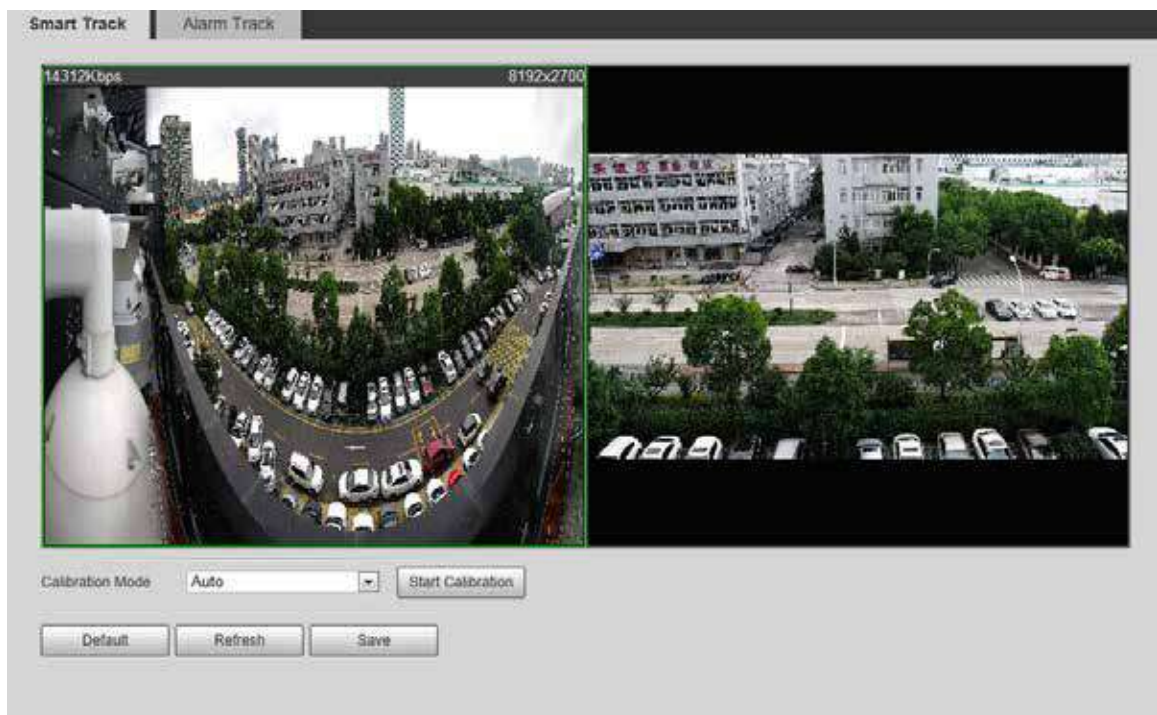 Smart Track
Alarm Track
14312Kbps
8192x2700
Calibration Mode
Auto
Start Calibration
Default
Refresh
Save